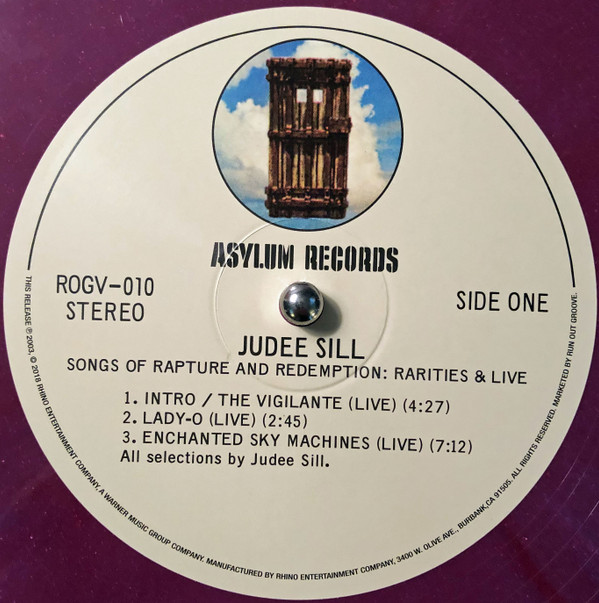 ASYLUM RECORDS
ROGV-010
STEREO
SIDE ONE
JUDEE SILL
SONGS OF RAPTURE AND REDEMPTION: RARITIES & LIVE
1. INTRO / THE VIGILANTE (LIVE) (4:27)
2. LADY-O (LIVE) (2:45)
3. ENCHANTED SKY MACHINES (LIVE) (7:12)
All selections by Judee Sill.
THIS RELEASE ℗ 2003, © 2018 RHINO ENTERTAINMENT COMPANY, A WARNER MUSIC GROUP COMPANY. MANUFACTURED BY RHINO ENTERTAINMENT COMPANY, 3400 W. OLIVE AVE., BURBANK, CA 91505. ALL RIGHTS RESERVED. MARKETED BY RUN OUT GROOVE.